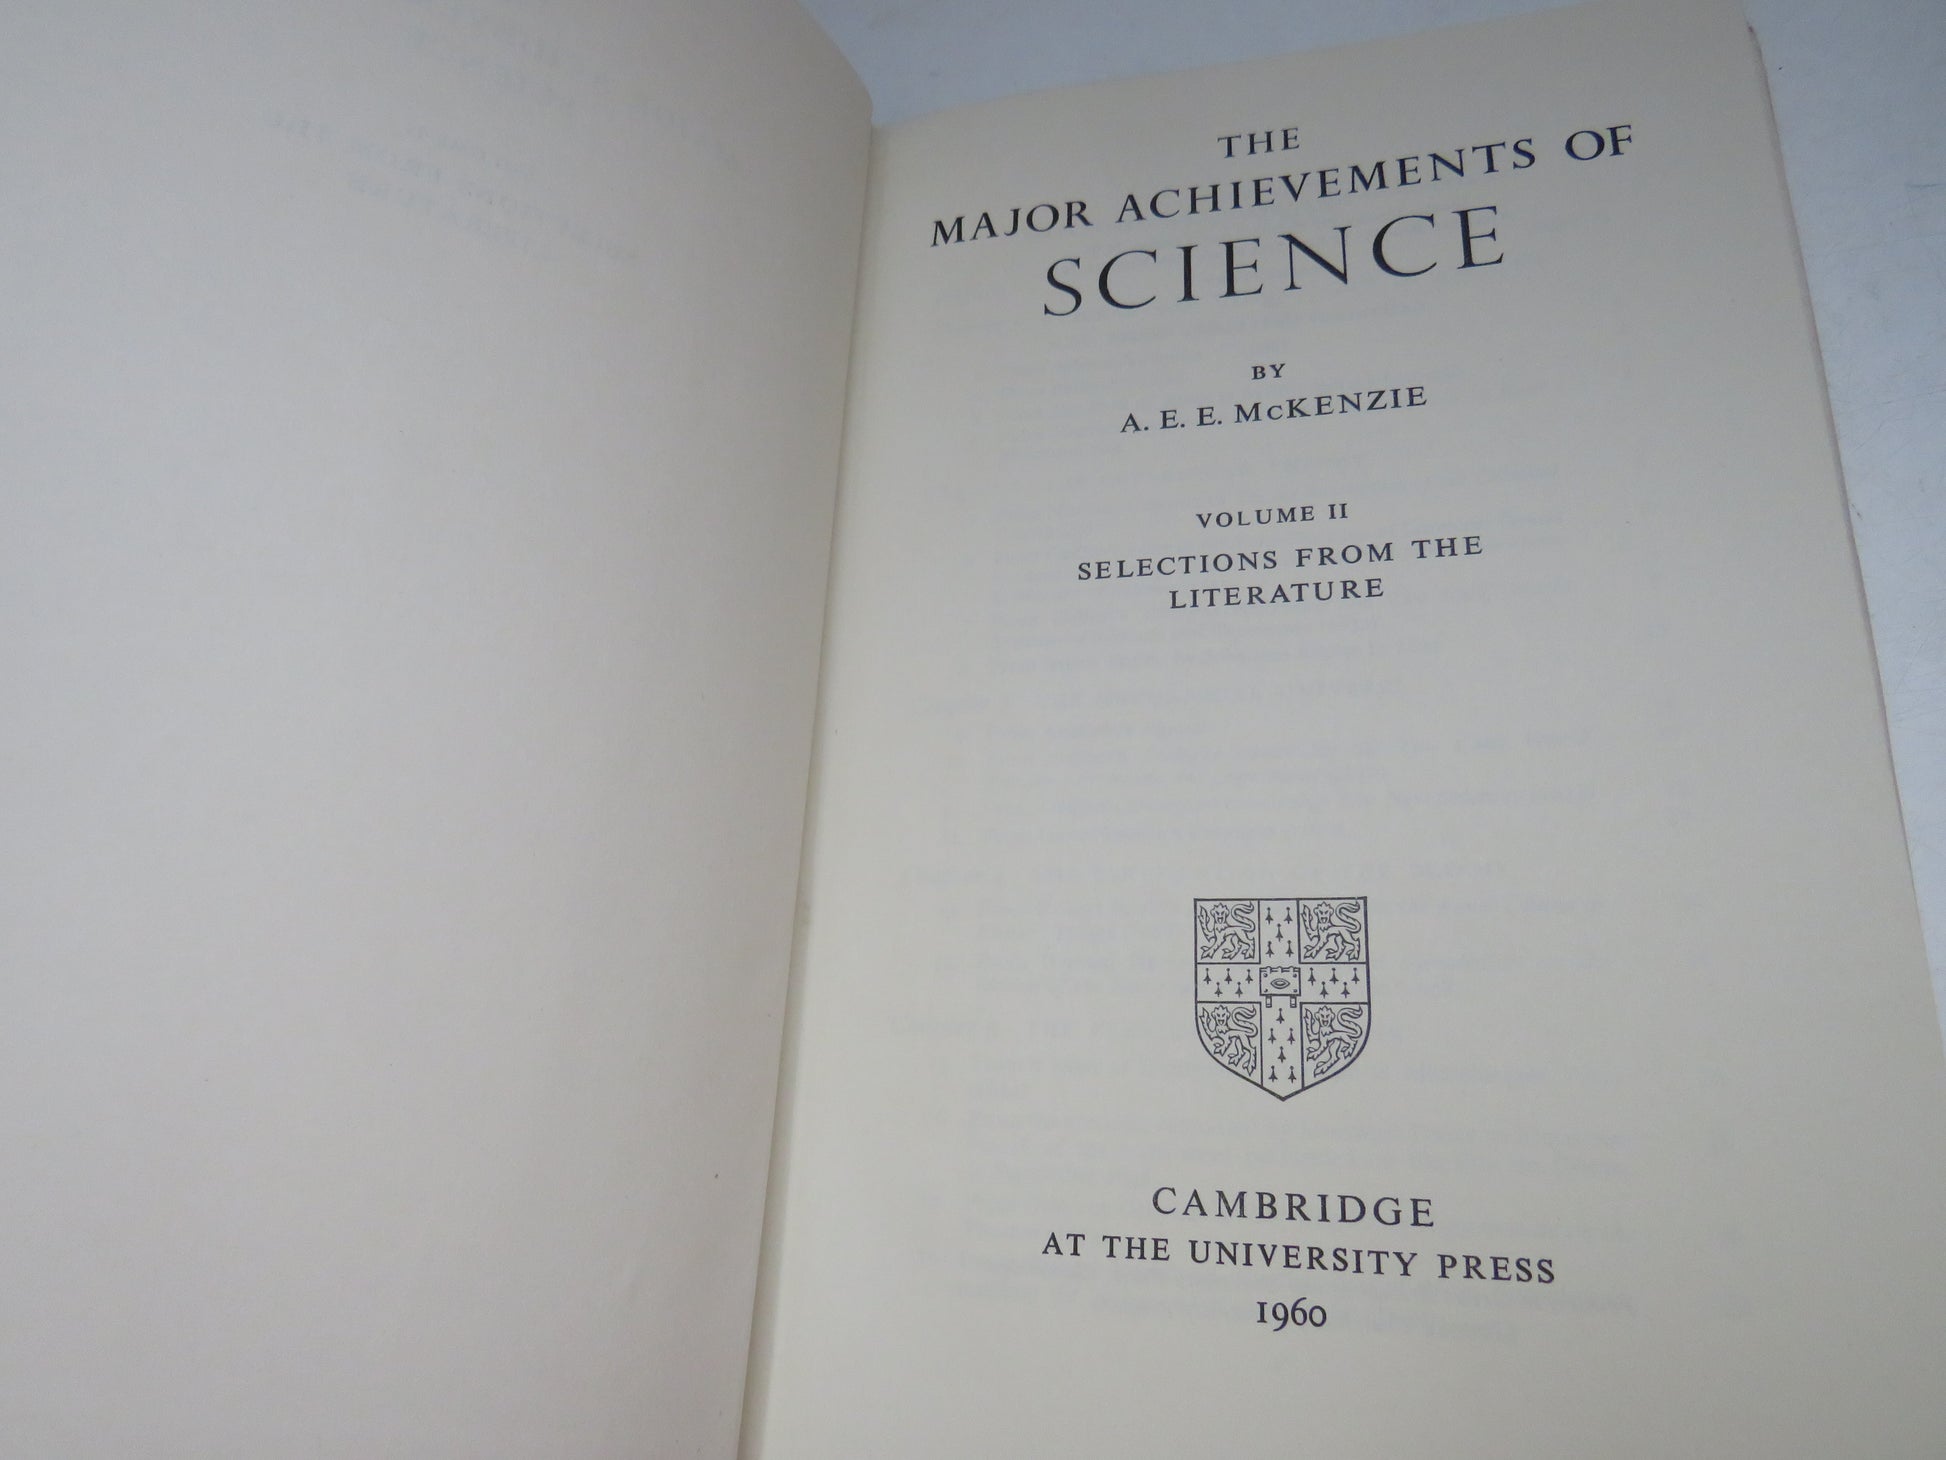 THE
MAJOR ACHIEVEMENTS OF
SCIENCE
BY
A. E. E. McKENZIE
VOLUME II
SELECTIONS FROM THE
LITERATURE
CAMBRIDGE
AT THE UNIVERSITY PRESS
1960